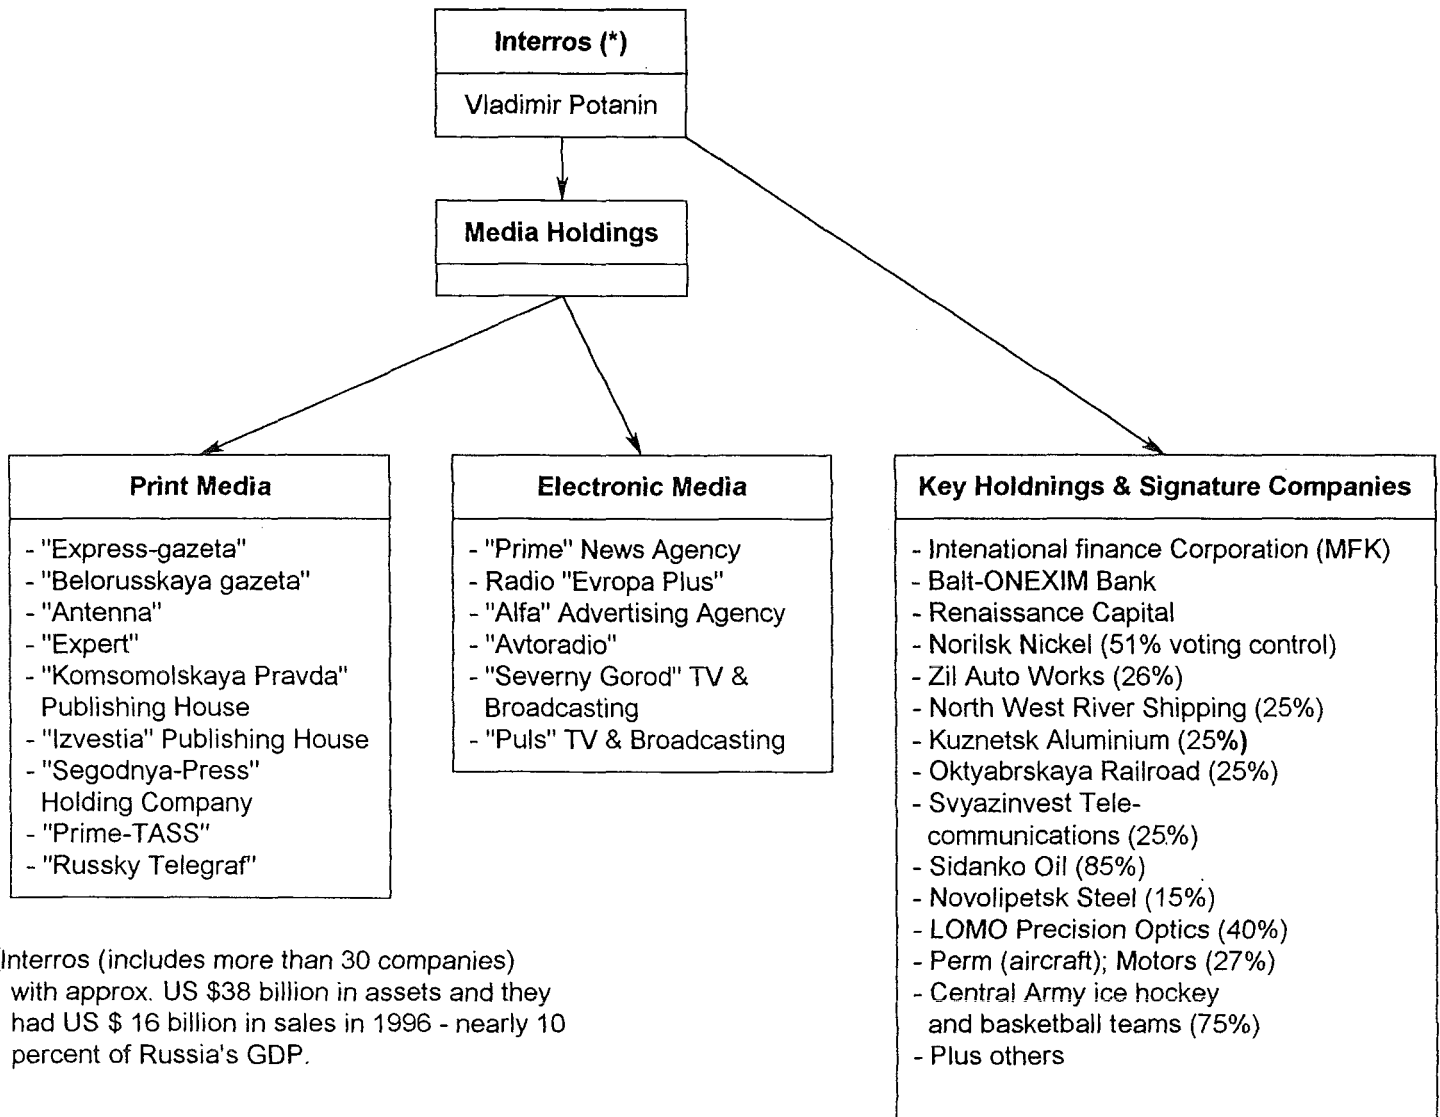 Interros (*)
Vladimir Potanin
Media Holdings
Print Media
- "Express-gazeta"
- "Belorusskaya gazeta"
- "Antenna"
- "Expert"
- "Komsomolskaya Pravda"
Publishing House
- "Izvestia" Publishing House
- "Segodnya-Press"
Holding Company
- "Prime-TASS"
- "Russky Telegraf"
Electronic Media
- "Prime" News Agency
- Radio "Evropa Plus"
- "Alfa" Advertising Agency
- "Avtoradio"
- "Severny Gorod" TV &
Broadcasting
- "Puls" TV & Broadcasting
Key Holdnings & Signature Companies
- Intenational finance Corporation (MFK)
- Balt-ONEXIM Bank
- Renaissance Capital
- Norilsk Nickel (51% voting control)
- Zil Auto Works (26%)
- North West River Shipping (25%)
- Kuznetsk Aluminium (25%)
- Oktyabrskaya Railroad (25%)
- Svyazinvest Tele-
communications (25%)
- Sidanko Oil (85%)
- Novolipetsk Steel (15%)
- LOMO Precision Optics (40%)
- Perm (aircraft); Motors (27%)
- Central Army ice hockey
and basketball teams (75%)
- Plus others
Interros (includes more than 30 companies)
with approx. US $38 billion in assets and they
had US $ 16 billion in sales in 1996 - nearly 10
percent of Russia's GDP.